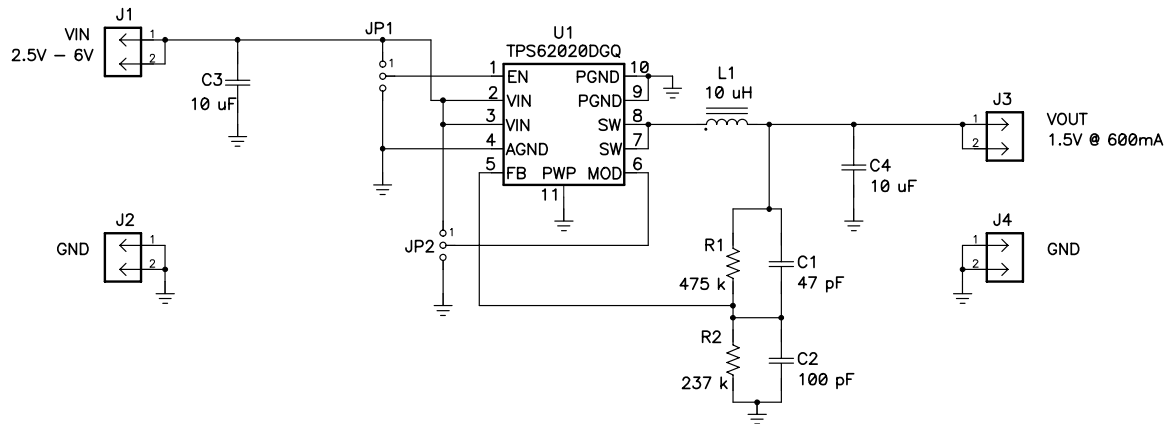 J1
VIN
2.5V – 6V
1
2
C3
10 uF
JP1
1
U1
TPS62020DGQ
1
EN
2
VIN
3
VIN
4
AGND
5
FB
PWP
11
PGND
10
PGND
9
SW
8
SW
7
MOD
6
L1
10 uH
J3
1
2
VOUT
1.5V @ 600mA
C4
10 uF
J2
GND
1
2
JP2
1
R1
475 k
C1
47 pF
J4
1
2
GND
R2
237 k
C2
100 pF